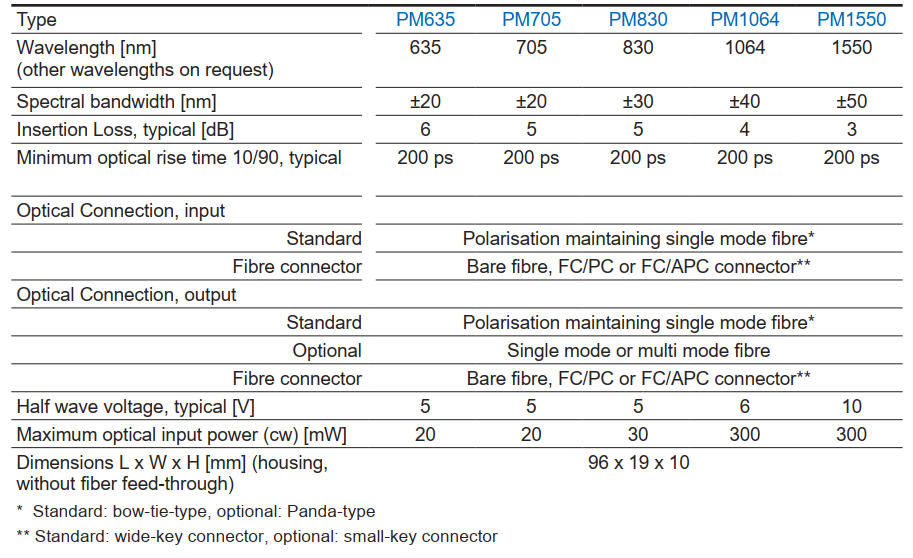 Type PM635 PM705 PM830 PM1064 PM1550
Wavelength [nm] 635 705 830 1064 1550
(other wavelengths on request)
Spectral bandwidth [nm] ±20 ±20 ±30 ±40 ±50
Insertion Loss, typical [dB] 6 5 5 4 3
Minimum optical rise time 10/90, typical 200 ps 200 ps 200 ps 200 ps 200 ps
Optical Connection, input
Standard Polarisation maintaining single mode fibre*
Fibre connector Bare fibre, FC/PC or FC/APC connector**
Optical Connection, output
Standard Polarisation maintaining single mode fibre*
Optional Single mode or multi mode fibre
Fibre connector Bare fibre, FC/PC or FC/APC connector**
Half wave voltage, typical [V] 5 5 5 6 10
Maximum optical input power (cw) [mW] 20 20 30 300 300
Dimensions L x W x H [mm] (housing, 96 x 19 x 10
without fiber feed-through)
* Standard: bow-tie-type, optional: Panda-type
** Standard: wide-key connector, optional: small-key connector